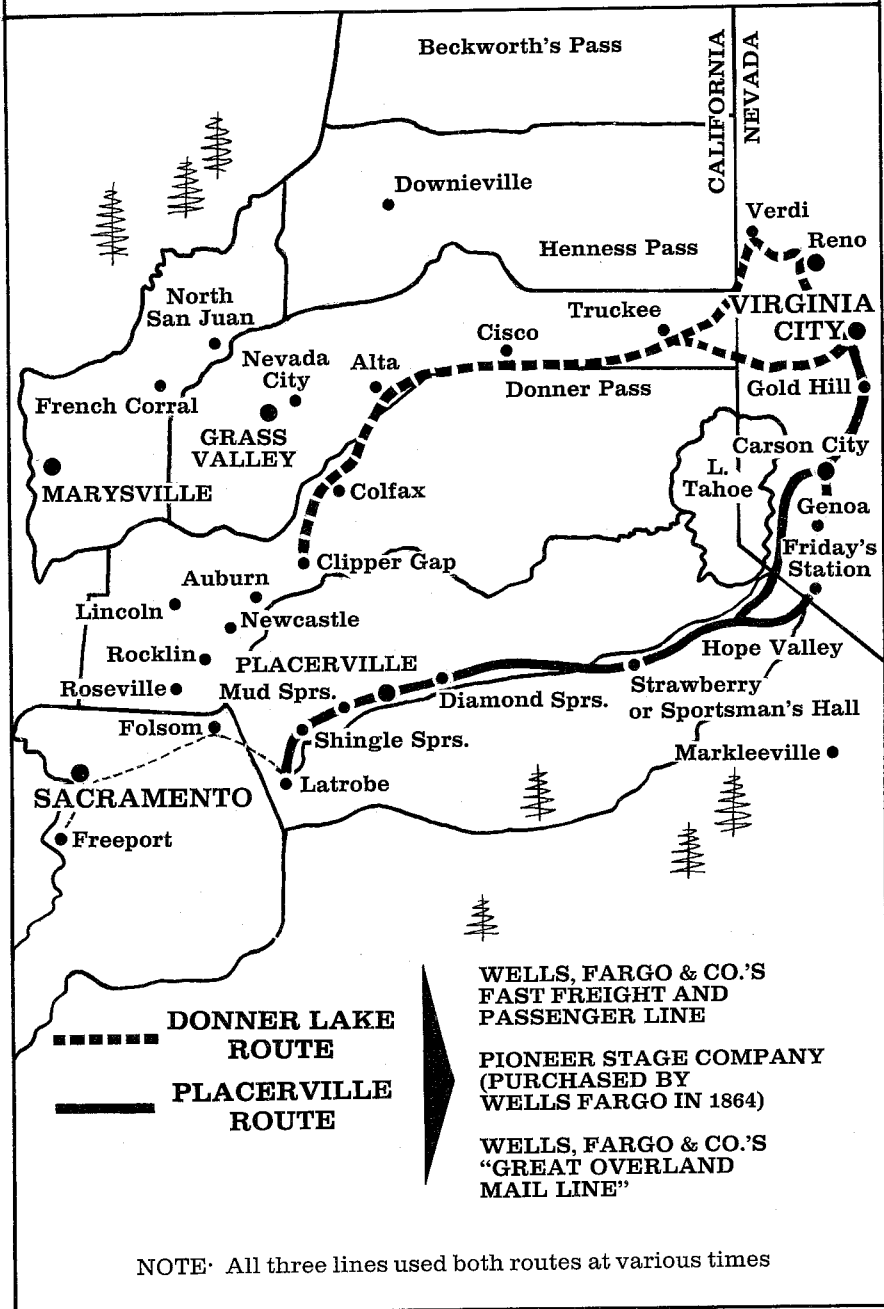 Beckworth's Pass
CALIFORNIA
NEVADA
Downieville
Verdi
Reno
Henness Pass
North
San Juan
Truckee
VIRGINIA
CITY
Cisco
Nevada
City
Alta
French Corral
Donner Pass
Gold Hill
GRASS
VALLEY
Carson City
L.
Tahoe
MARYSVILLE
Colfax
Genoa
Clipper Gap
Friday's
Station
Auburn
Lincoln
Newcastle
Rocklin
PLACERVILLE
Hope Valley
Roseville
Mud Sprs.
Diamond Sprs.
Strawberry
or Sportsman's Hall
Folsom
Shingle Sprs.
Markleeville
Latrobe
SACRAMENTO
Freeport
DONNER LAKE
ROUTE
PLACERVILLE
ROUTE
WELLS, FARGO & CO.'S
FAST FREIGHT AND
PASSENGER LINE
PIONEER STAGE COMPANY
(PURCHASED BY
WELLS FARGO IN 1864)
WELLS, FARGO & CO.'S
“GREAT OVERLAND
MAIL LINE”
NOTE· All three lines used both routes at various times